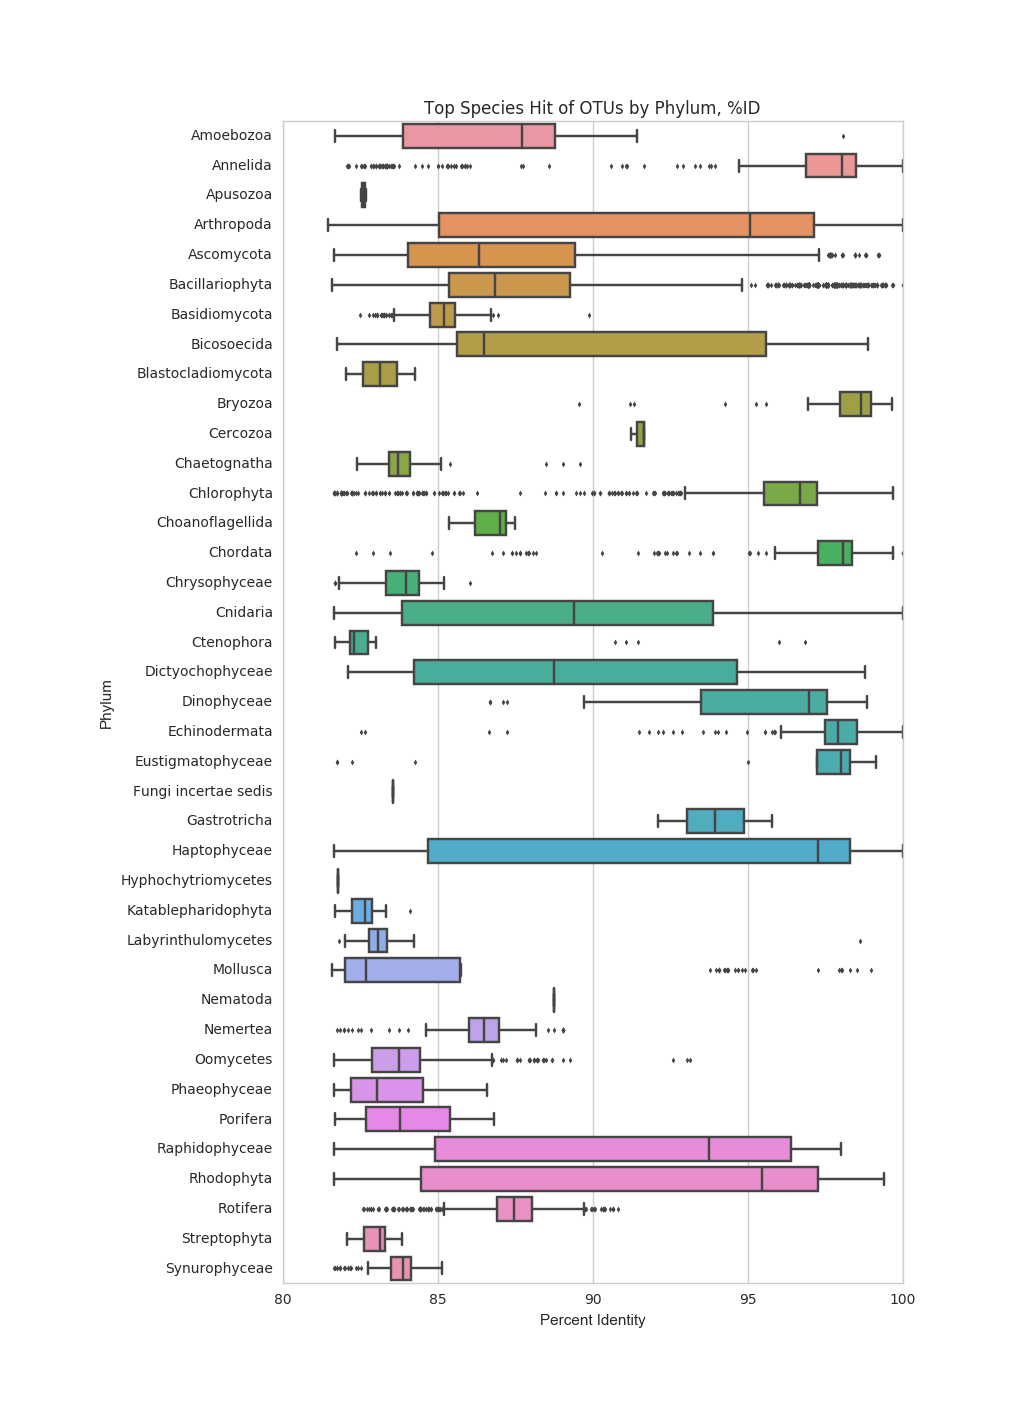 Top Species Hit of OTUs by Phylum, %ID
Amoebozoa
Annelida
Apusozoa
Arthropoda
Ascomycota
Bacillariophyta
Basidiomycota
Bicosoecida
Blastocladiomycota
Bryozoa
Cercozoa
Chaetognatha
Chlorophyta
Choanoflagellida
Chordata
Chrysophyceae
Cnidaria
Ctenophora
Dictyochophyceae
Dinophyceae
Echinodermata
Eustigmatophyceae
Fungi incertae sedis
Gastrotricha
Haptophyceae
Hyphochytriomycetes
Katablepharidophyta
Labyrinthulomycetes
Mollusca
Nematoda
Nemertea
Oomycetes
Phaeophyceae
Porifera
Raphidophyceae
Rhodophyta
Rotifera
Streptophyta
Synurophyceae
Phylum
80 85 90 95 100
Percent Identity